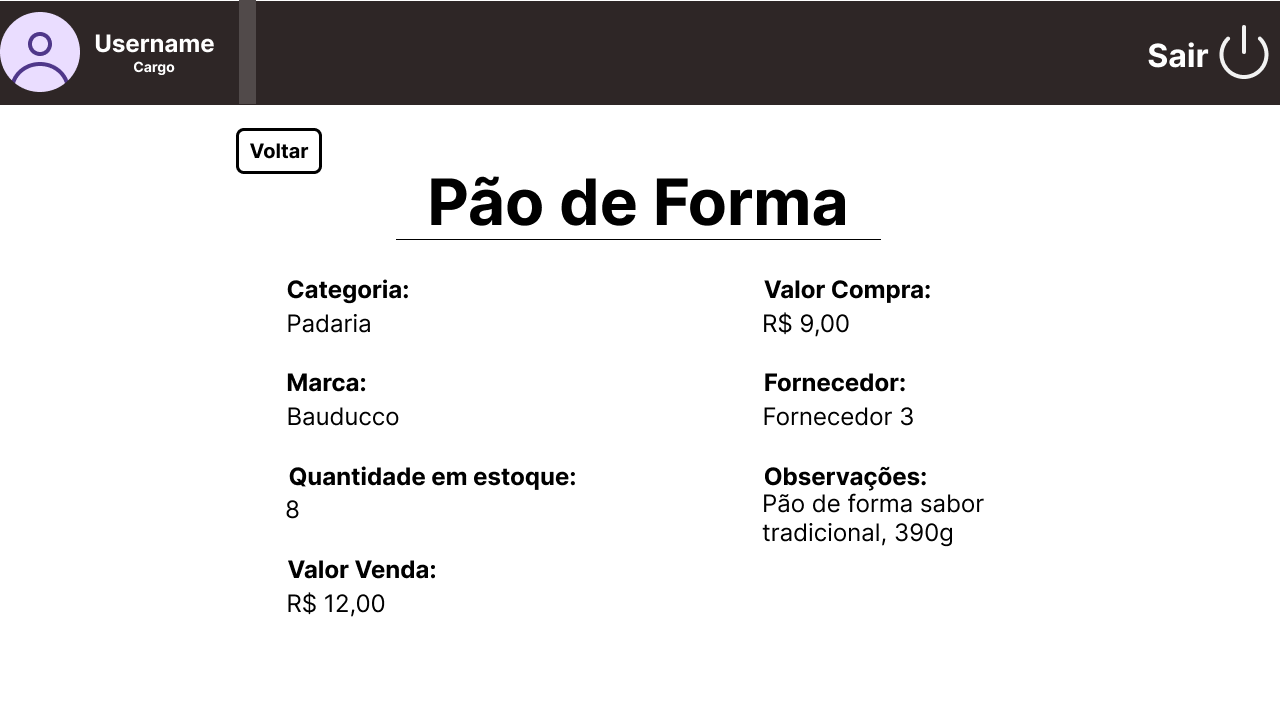 Username
Cargo
Sair
Voltar
Pão de Forma
Categoria:
Padaria
Marca:
Bauducco
Quantidade em estoque:
8
Valor Venda:
R$ 12,00
Valor Compra:
R$ 9,00
Fornecedor:
Fornecedor 3
Observações:
Pão de forma sabor
tradicional, 390g